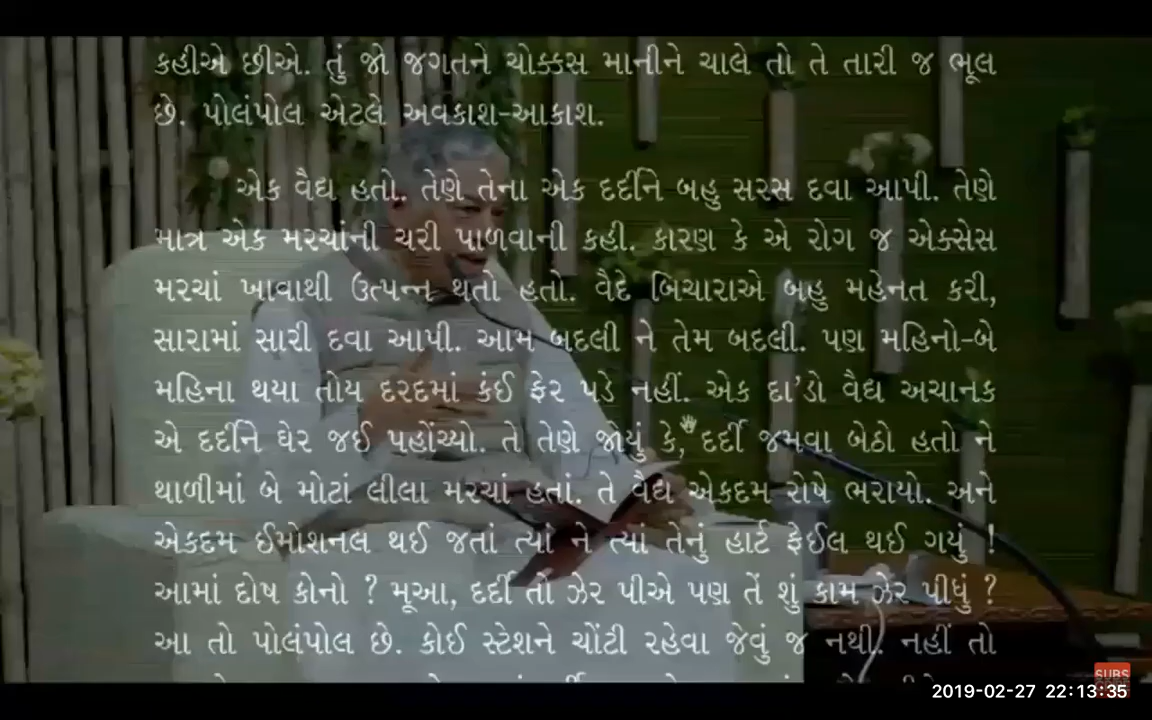 કહીએ છીએ. તું જો જગતને ચોક્કસ માનીને ચાલે તો તે તારી જ ભૂલ
છે. પોલંપોલ એટલે અવકાશ-આકાશ.
એક વૈદ્ય હતો. તેણે તેના એક દર્દીને બહુ સરસ દવા આપી. તેણે
માત્ર એક મરચાંની ચરી પાળવાની કહી. કારણ કે એ રોગ જ એક્સેસ
મરચાં ખાવાથી ઉત્પન્ન થતો હતો. વૈદે બિચારાએ બહુ મહેનત કરી,
સારામાં સારી દવા આપી. આમ બદલી ને તેમ બદલી. પણ મહિનો-બે
મહિના થયા તોય દરદમાં કંઈ ફેર પડે નહીં. એક દા'ડો વૈદ્ય અચાનક
એ દર્દીને ઘેર જઈ પહોંચ્યો. તે તેણે જોયું કે, દર્દી જમવા બેઠો હતો ને
થાળીમાં બે મોટાં લીલા મરચાં હતાં. તે વૈદ્ય એકદમ રોષે ભરાયો. અને
એકદમ ઈમોશનલ થઈ જતાં ત્યાં ને ત્યાં તેનું હાર્ટ ફેઈલ થઈ ગયું !
આમાં દોષ કોનો ? મૂઆ, દર્દી તો ઝેર પીએ પણ તેં શું કામ ઝેર પીધું ?
આ તો પોલંપોલ છે. કોઈ સ્ટેશને ચોંટી રહેવા જેવું જ નથી. નહીં તો
SUBS
2019-02-27 22:13:35